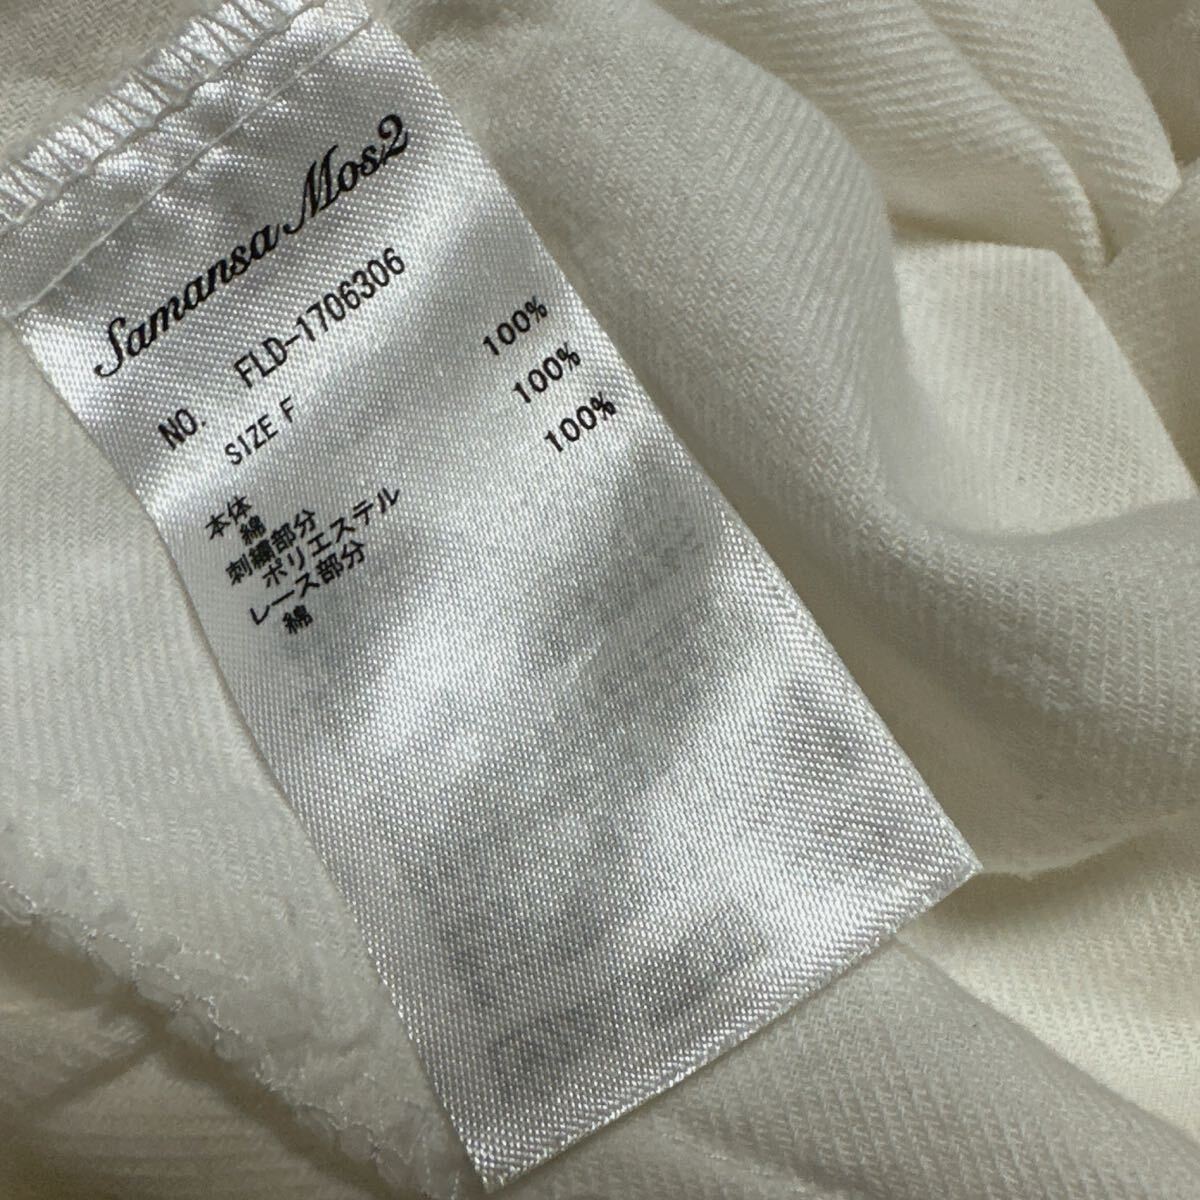 Samansa Mos2
NO. FLD-1706306
SIZE F
本体
綿 100%
刺繍部分
ポリエステル 100%
レース部分
綿 100%